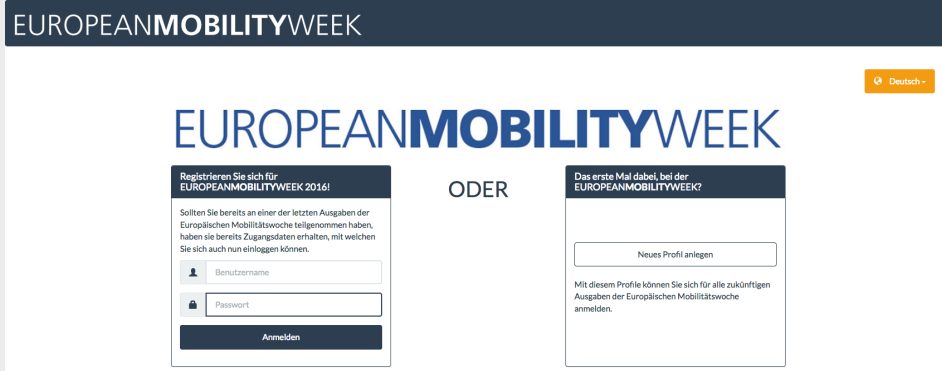 EUROPEANMOBILITYWEEK
Deutsch
EUROPEANMOBILITYWEEK
Registrieren Sie sich für
EUROPEANMOBILITYWEEK 2016!
Sollten Sie bereits an einer der letzten Ausgaben der
Europäischen Mobilitätswoche teilgenommen haben,
haben sie bereits Zugangsdaten erhalten, mit welchen
Sie sich auch nun einloggen können.
Benutzername
Passwort
Anmelden
ODER
Das erste Mal dabei, bei der
EUROPEANMOBILITYWEEK?
Neues Profil anlegen
Mit diesem Profile können Sie sich für alle zukünftigen
Ausgaben der Europäischen Mobilitätswoche
anmelden.